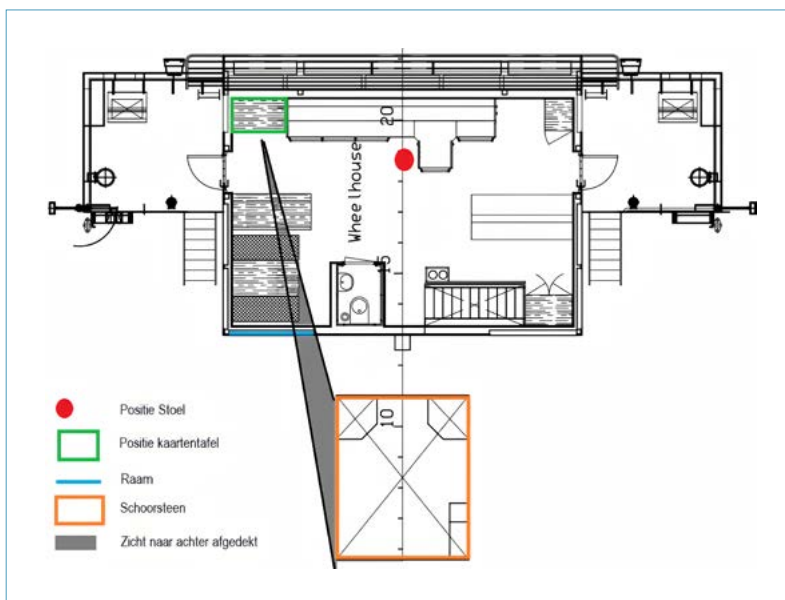 20
Wheelhouse
15
10
Positie Stoel
Positie kaartentafel
Raam
Schoorsteen
Zicht naar achter afgedekt